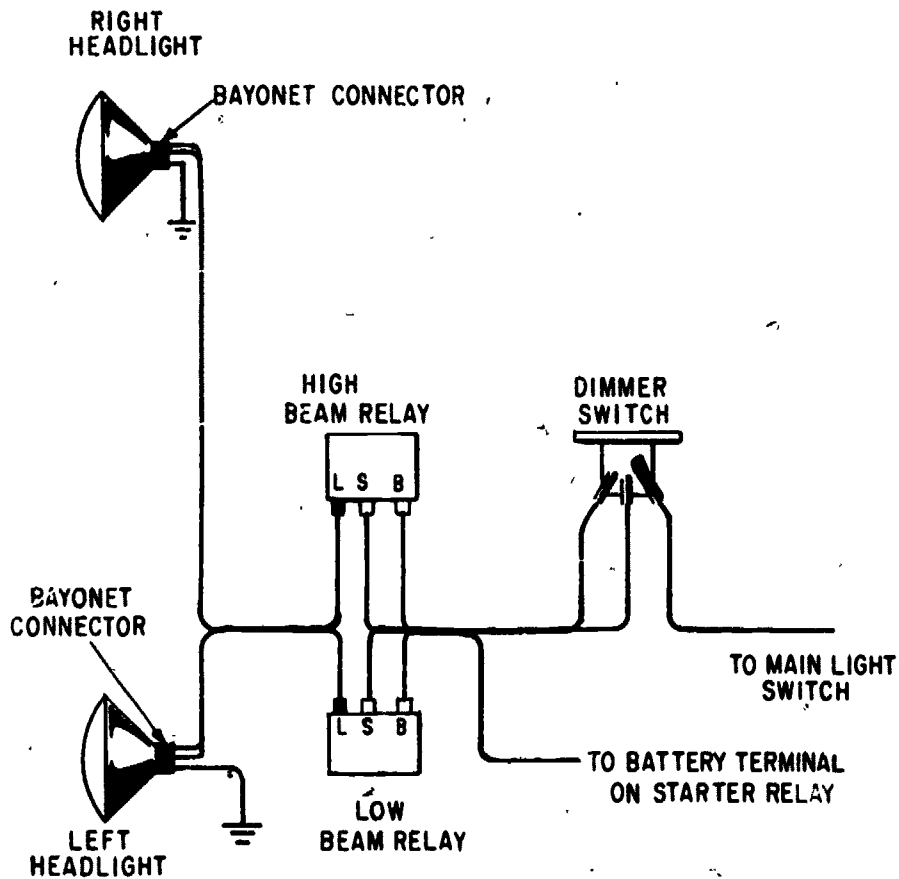 RIGHT
HEADLIGHT
BAYONET CONNECTOR
HIGH
BEAM RELAY
L S B
DIMMER
SWITCH
BAYONET
CONNECTOR
TO MAIN LIGHT
SWITCH
L S B
TO BATTERY TERMINAL
ON STARTER RELAY
LOW
BEAM RELAY
LEFT
HEADLIGHT